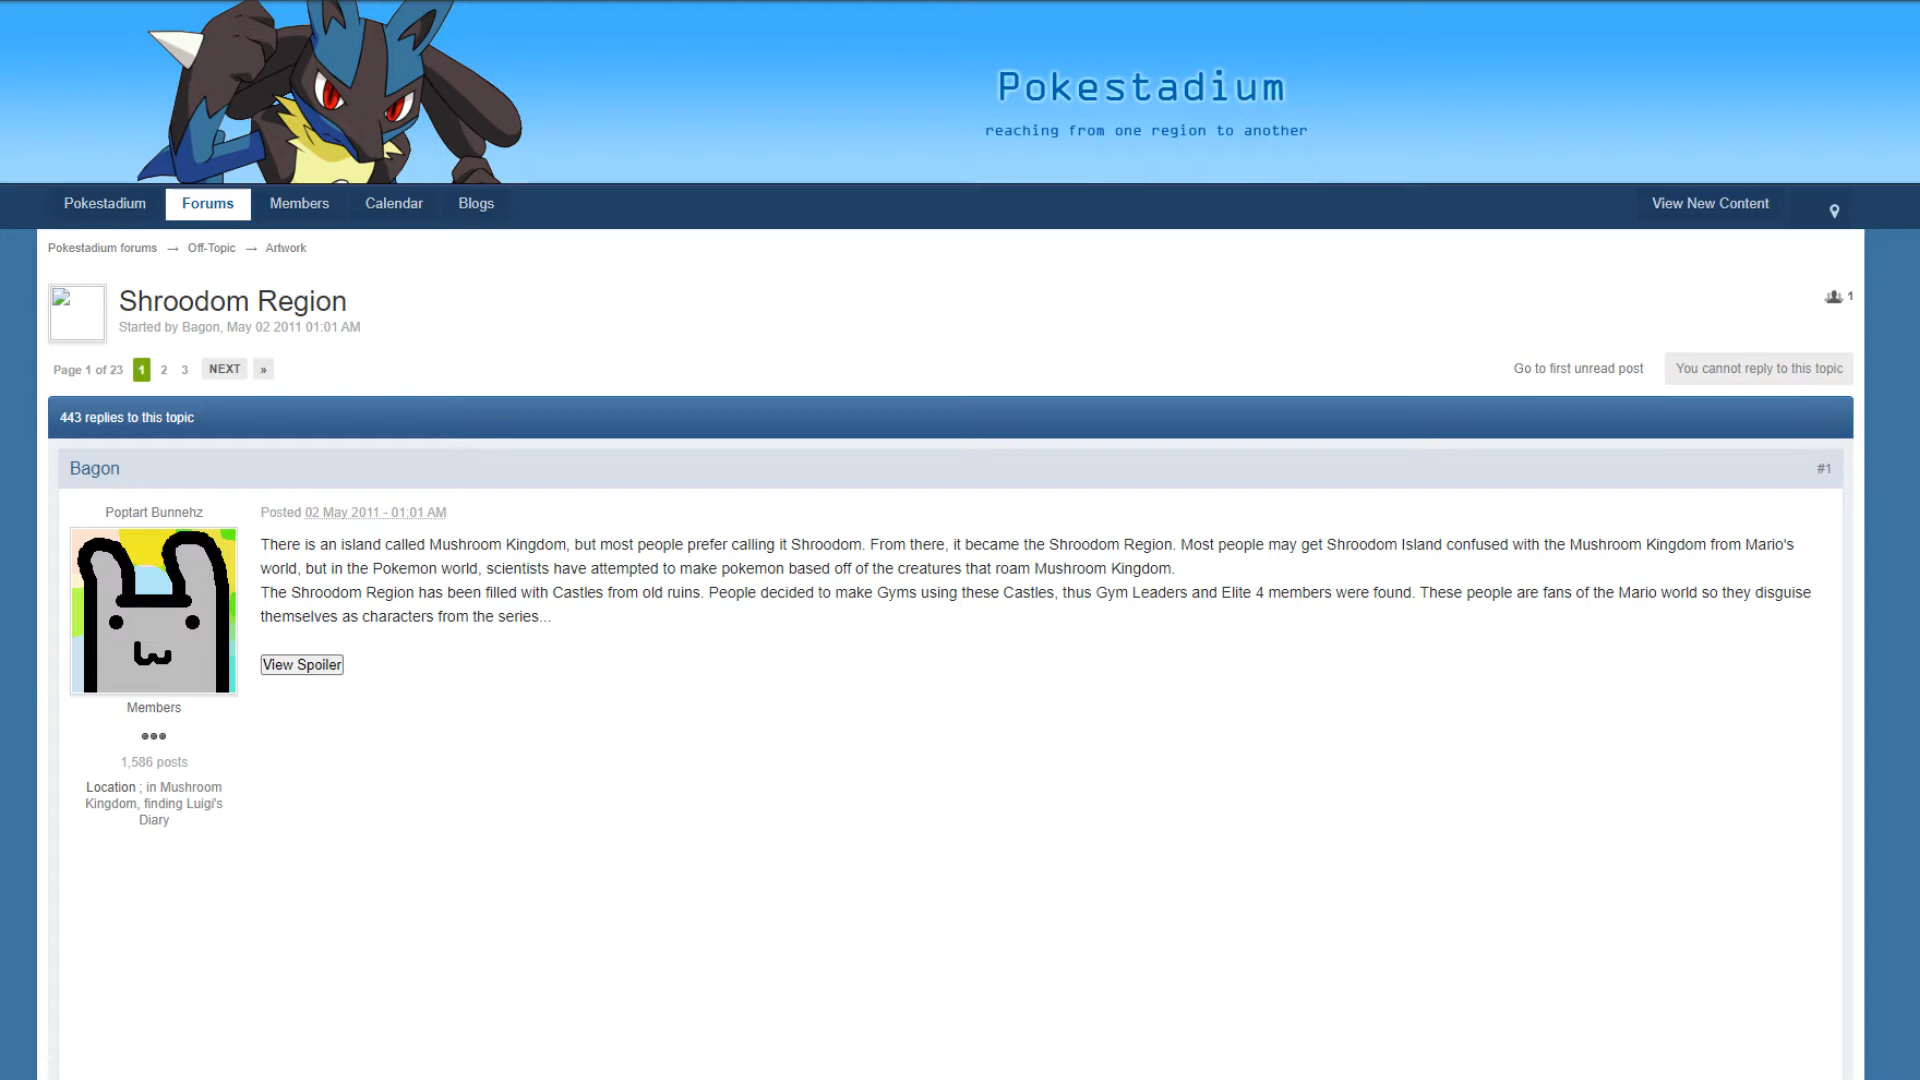 Pokestadium
reaching from one region to another
Pokestadium Forums Members Calendar Blogs View New Content
Pokestadium forums → Off-Topic → Artwork
Shroodom Region
1
Started by Bagon, May 02 2011 01:01 AM
Page 1 of 23 1 2 3 NEXT »
Go to first unread post You cannot reply to this topic
443 replies to this topic
Bagon
#1
Poptart Bunnehz
Posted 02 May 2011 - 01:01 AM
There is an island called Mushroom Kingdom, but most people prefer calling it Shroodom. From there, it became the Shroodom Region. Most people may get Shroodom Island confused with the Mushroom Kingdom from Mario's
world, but in the Pokemon world, scientists have attempted to make pokemon based off of the creatures that roam Mushroom Kingdom.
The Shroodom Region has been filled with Castles from old ruins. People decided to make Gyms using these Castles, thus Gym Leaders and Elite 4 members were found. These people are fans of the Mario world so they disguise
themselves as characters from the series...
View Spoiler
Members
1,586 posts
Location ; in Mushroom
Kingdom, finding Luigi's
Diary